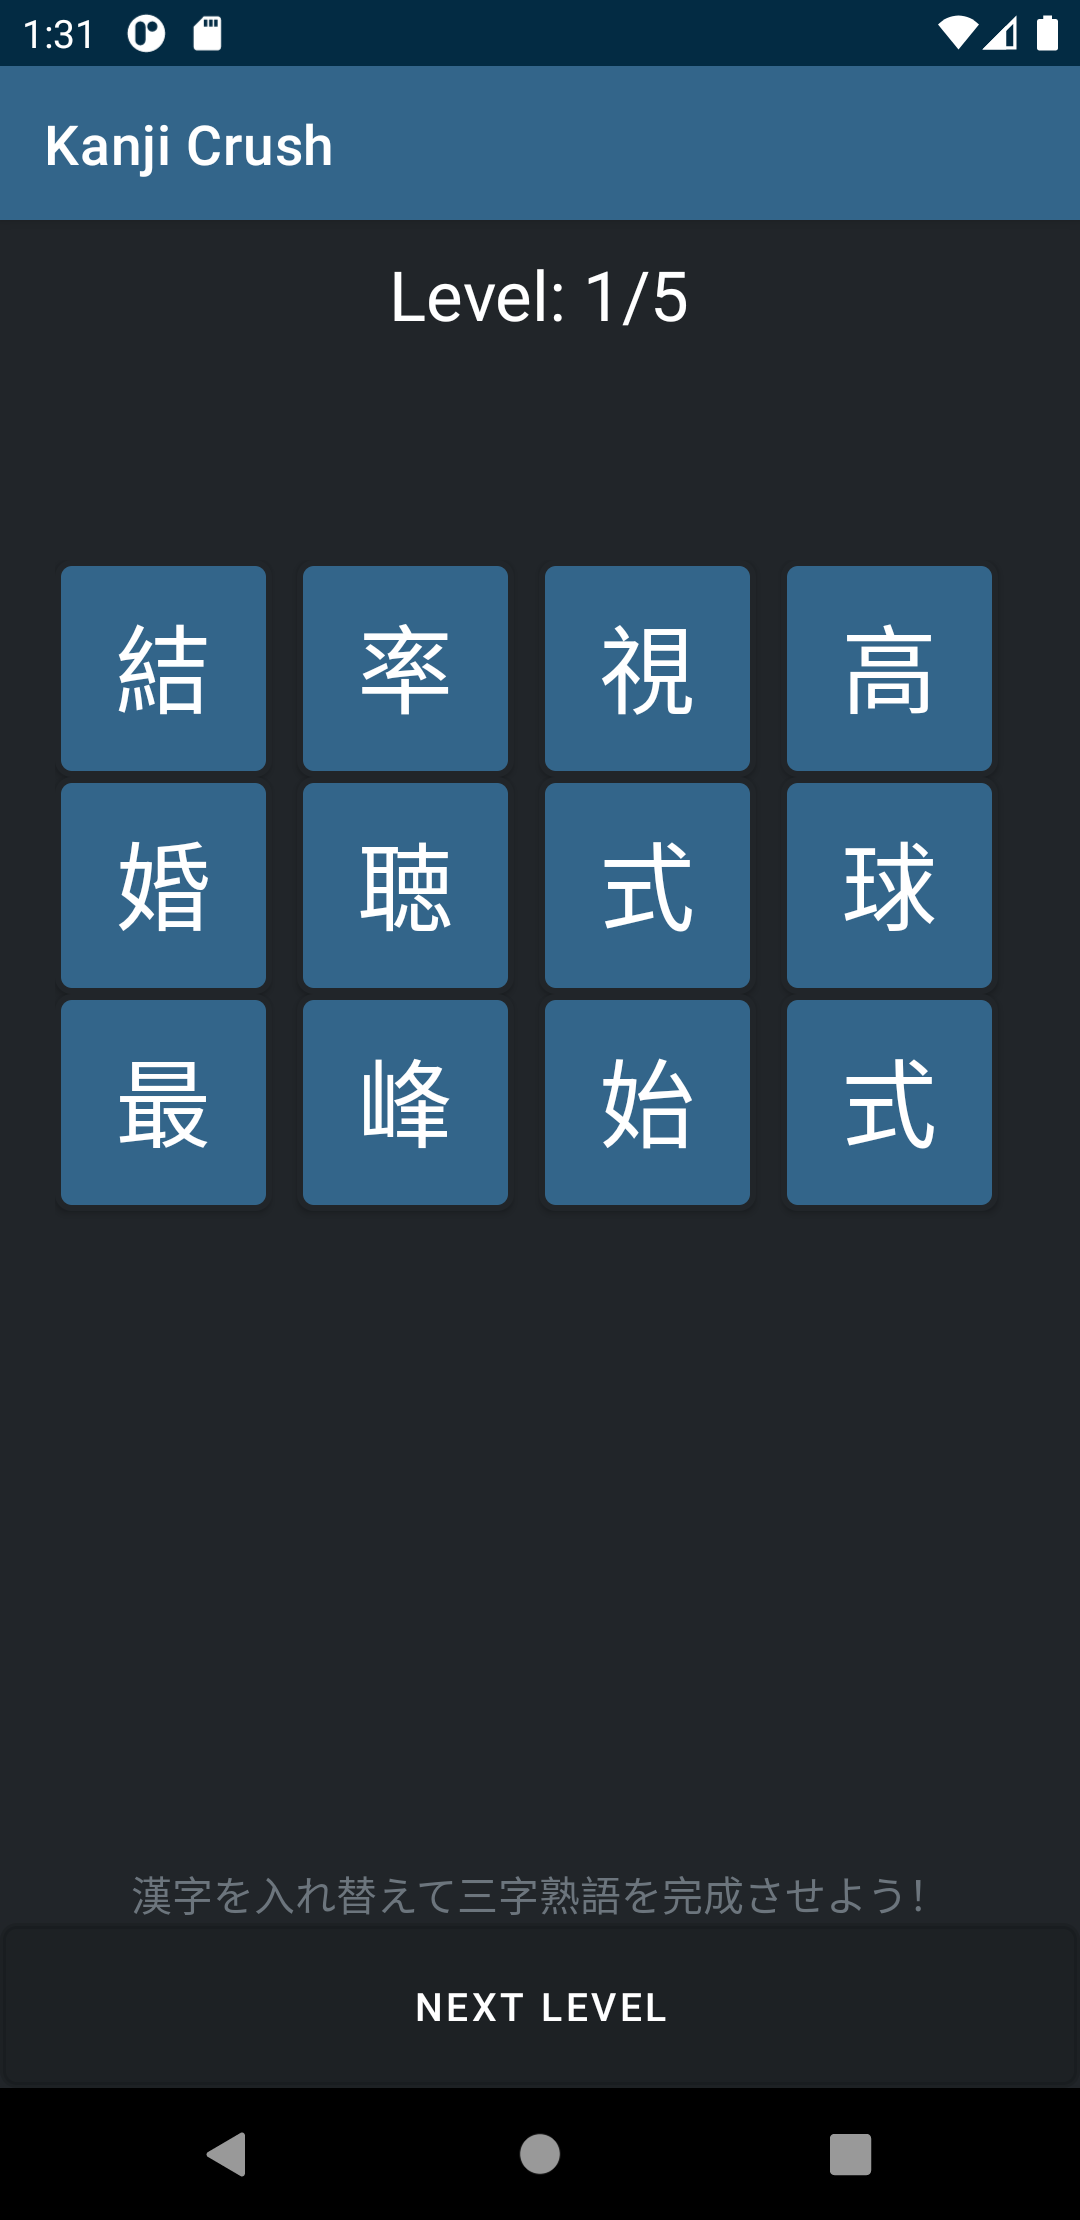 1:31
Kanji Crush
Level: 1/5
結 率 視 高
婚 聴 式 球
最 峰 始 式
漢字を入れ替えて三字熟語を完成させよう!
NEXT LEVEL